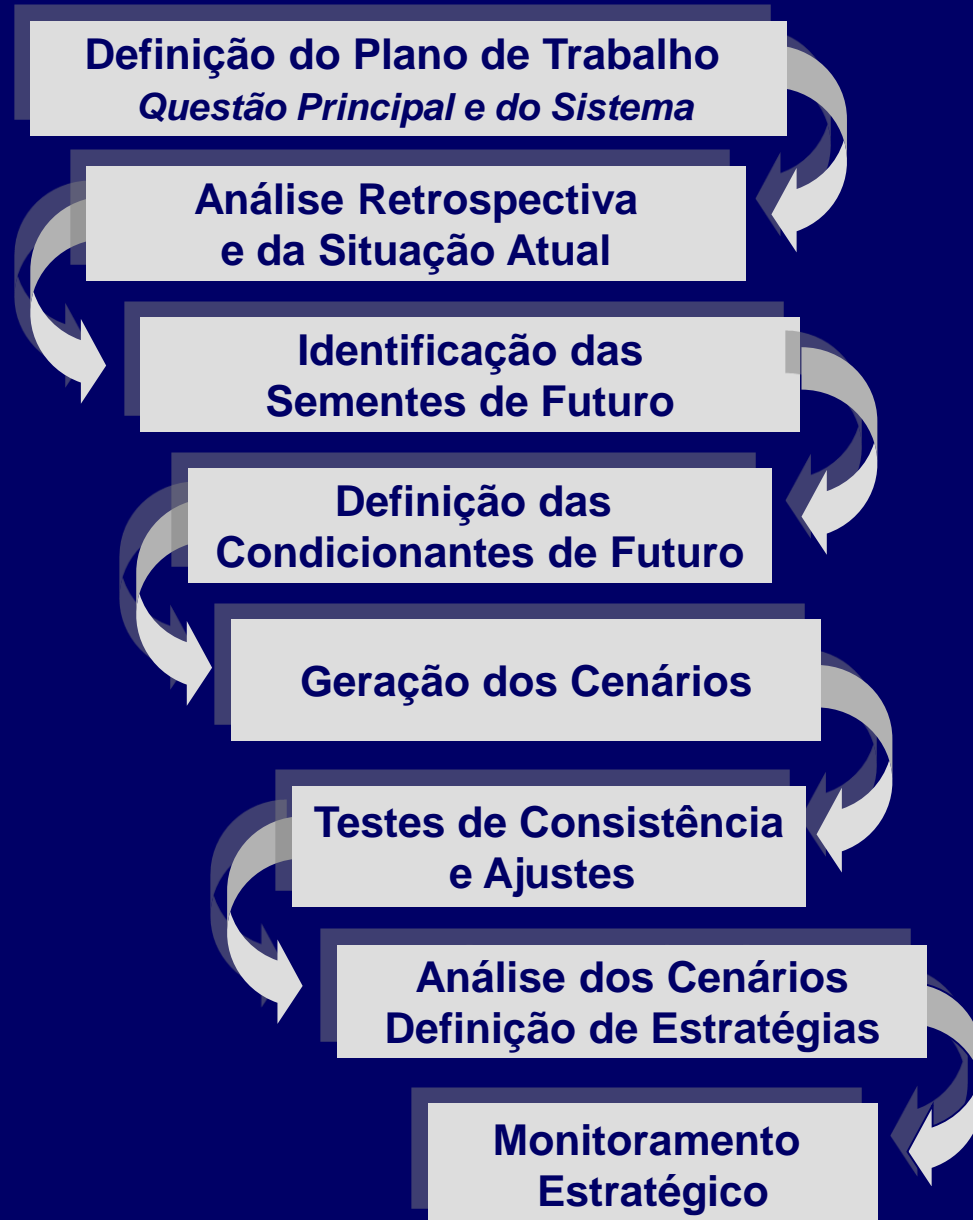 Definição do Plano de Trabalho
Questão Principal e do Sistema
Análise Retrospectiva
e da Situação Atual
Identificação das
Sementes de Futuro
Definição das
Condicionantes de Futuro
Geração dos Cenários
Testes de Consistência
e Ajustes
Análise dos Cenários
Definição de Estratégias
Monitoramento
Estratégico